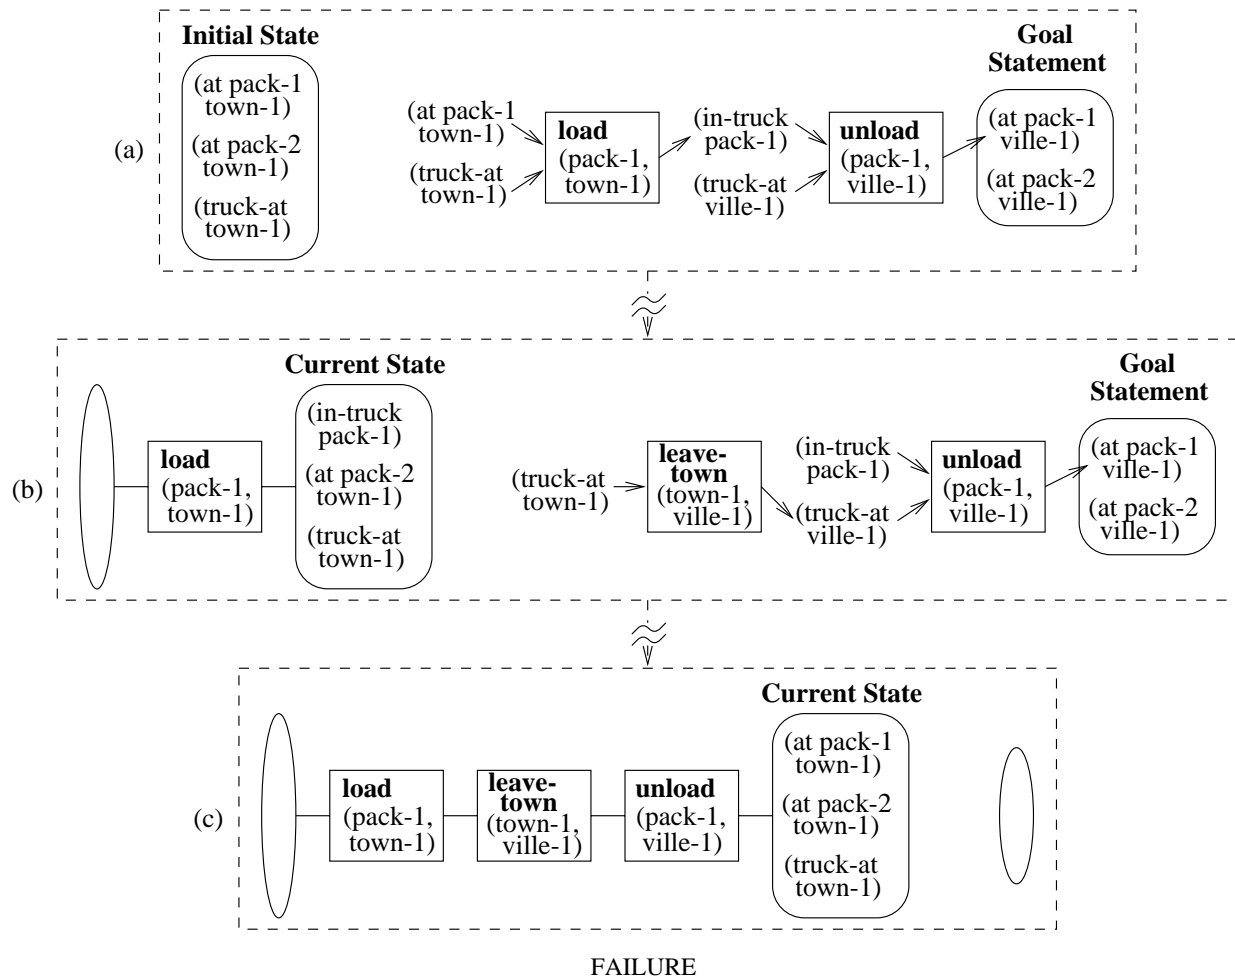 Initial State
(at pack-1
town-1)
(at pack-2
town-1)
(truck-at
town-1)
(a)
(at pack-1
town-1)
(truck-at
town-1)
load
(pack-1,
town-1)
(in-truck
pack-1)
(truck-at
ville-1)
unload
(pack-1,
ville-1)
Goal
Statement
(at pack-1
ville-1)
(at pack-2
ville-1)
(b)
load
(pack-1,
town-1)
Current State
(in-truck
pack-1)
(at pack-2
town-1)
(truck-at
town-1)
(truck-at
town-1)
leave-
town
(town-1,
ville-1)
(in-truck
pack-1)
(truck-at
ville-1)
unload
(pack-1,
ville-1)
Goal
Statement
(at pack-1
ville-1)
(at pack-2
ville-1)
(c)
load
(pack-1,
town-1)
leave-
town
(town-1,
ville-1)
unload
(pack-1,
ville-1)
Current State
(at pack-1
town-1)
(at pack-2
town-1)
(truck-at
town-1)
FAILURE